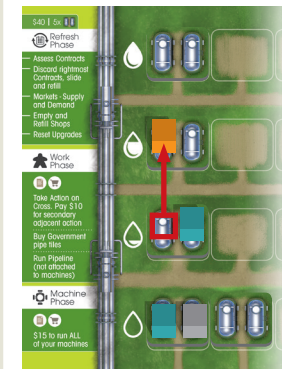 $40 | 5x
Refresh
Phase
Assess Contracts
Discard rightmost
Contracts, slide
and refill
Markets - Supply
and Demand
Empty and
Refill Shops
Reset Upgrades
Work
Phase
Take Action on
Cross. Pay $10
for secondary
adjacent action
Buy Government
pipe tiles
Run Pipeline
(not attached
to machines)
Machine
Phase
$15 to run ALL
of your machines